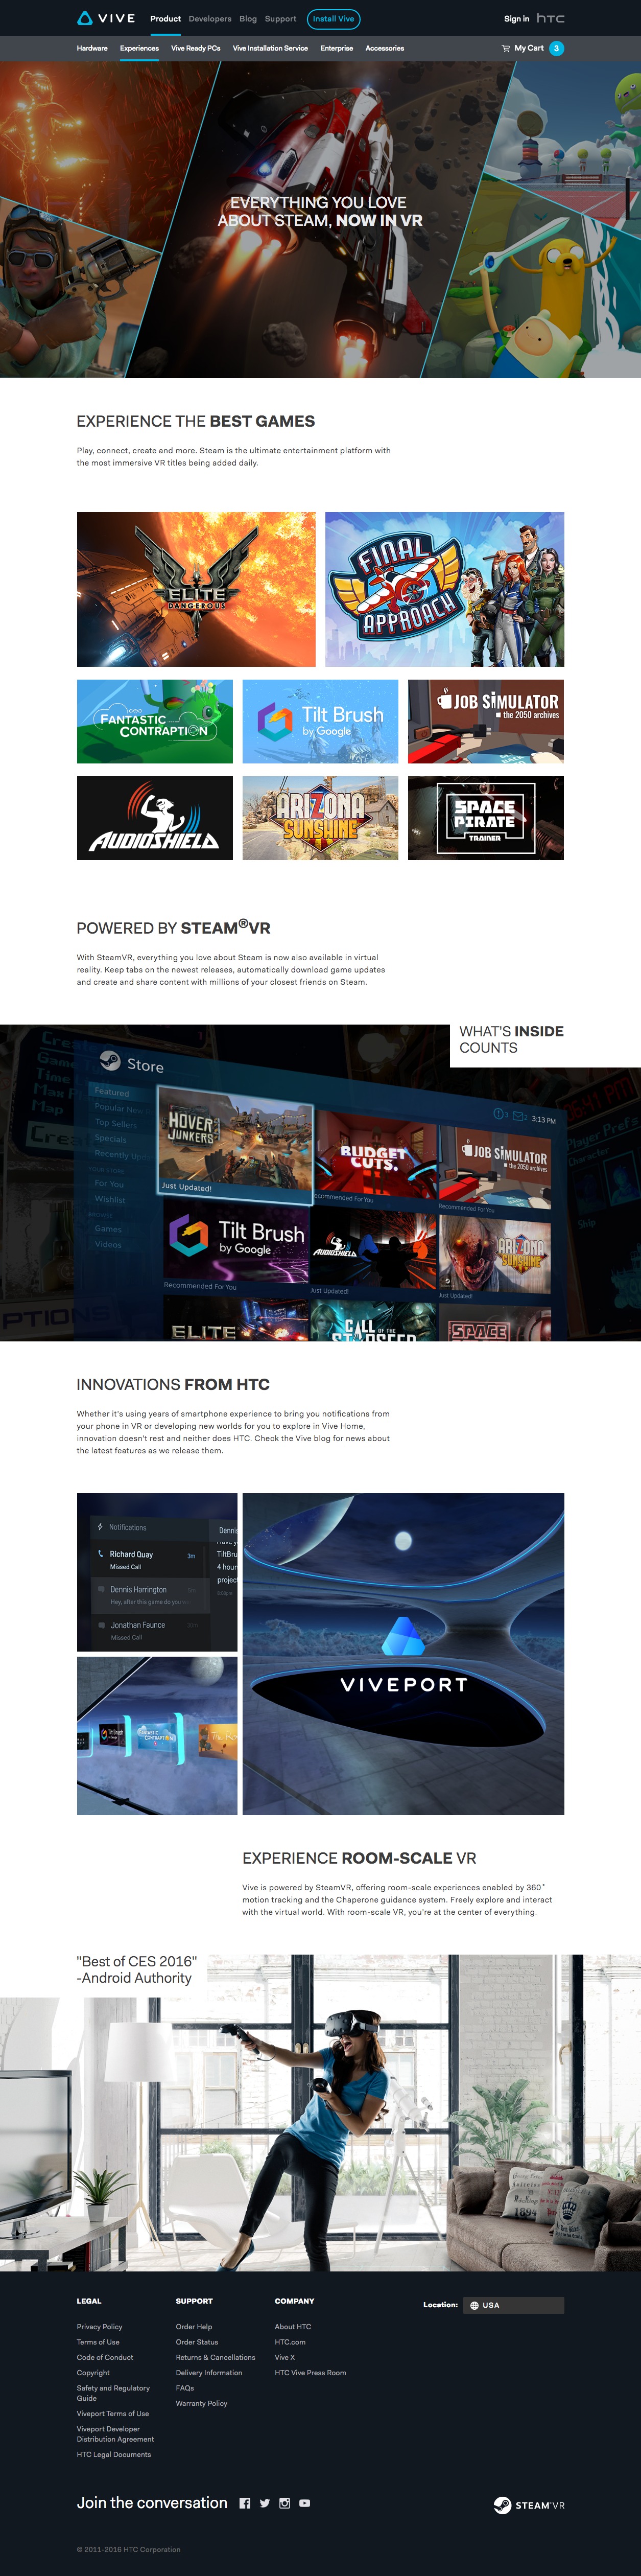 VIVE
Product Developers Blog Support Install Vive
Sign in hTC
Hardware Experiences Vive Ready PCs Vive Installation Service Enterprise Accessories
My Cart 3
EVERYTHING YOU LOVE
ABOUT STEAM, NOW IN VR
EXPERIENCE THE BEST GAMES
Play, connect, create and more. Steam is the ultimate entertainment platform with
the most immersive VR titles being added daily.
ELITE
DANGEROUS
FINAL
APPROACH
FANTASTIC
CONTRAPTION
Tilt Brush
by Google
JOB SIMULATOR
the 2050 archives
AUDIOSHIELD
ARIZONA
SUNSHINE
SPACE
PIRATE
TRAINER
POWERED BY STEAM®VR
With SteamVR, everything you love about Steam is now also available in virtual
reality. Keep tabs on the newest releases, automatically download game updates
and create and share content with millions of your closest friends on Steam.
WHAT'S INSIDE
COUNTS
Store
Featured
Popular New
Top Sellers
Specials
Recently Up
For You
Wishlist
Games
Videos
3:13 PM
HOVER
JUNKERS
Just Updated!
BUDGET
CUTS.
Recommended For You
JOB SIMULATOR
the 2050 archives
Recommended For You
Tilt Brush
by Google
Recommended For You
AUDIOSHIELD
Just Updated!
ARIZONA
SUNSHINE
Just Updated!
ELITE
CALL OF THE
STARSEED
SPACE
INNOVATIONS FROM HTC
Whether it's using years of smartphone experience to bring you notifications from
your phone in VR or developing new worlds for you to explore in Vive Home,
innovation doesn't rest and neither does HTC. Check the Vive blog for news about
the latest features as we release them.
Notifications
Richard Quay 3m
Missed Call
Dennis Harrington
Hey, after this game do you
Jonathan Faunce
Missed Call
Dennis
TiltBru
4 hour
project
Tilt Brush
FANTASTIC
CONTRAPTION
VIVEPORT
EXPERIENCE ROOM-SCALE VR
Vive is powered by SteamVR, offering room-scale experiences enabled by 360°
motion tracking and the Chaperone guidance system. Freely explore and interact
with the virtual world. With room-scale VR, you're at the center of everything.
"Best of CES 2016"
-Android Authority
1894
LEGAL
Privacy Policy
Terms of Use
Code of Conduct
Copyright
Safety and Regulatory
Guide
Viveport Terms of Use
Viveport Developer
Distribution Agreement
HTC Legal Documents
SUPPORT
Order Help
Order Status
Returns & Cancellations
Delivery Information
FAQs
Warranty Policy
COMPANY
About HTC
HTC.com
Vive X
HTC Vive Press Room
Location: USA
Join the conversation
STEAM VR
© 2011-2016 HTC Corporation